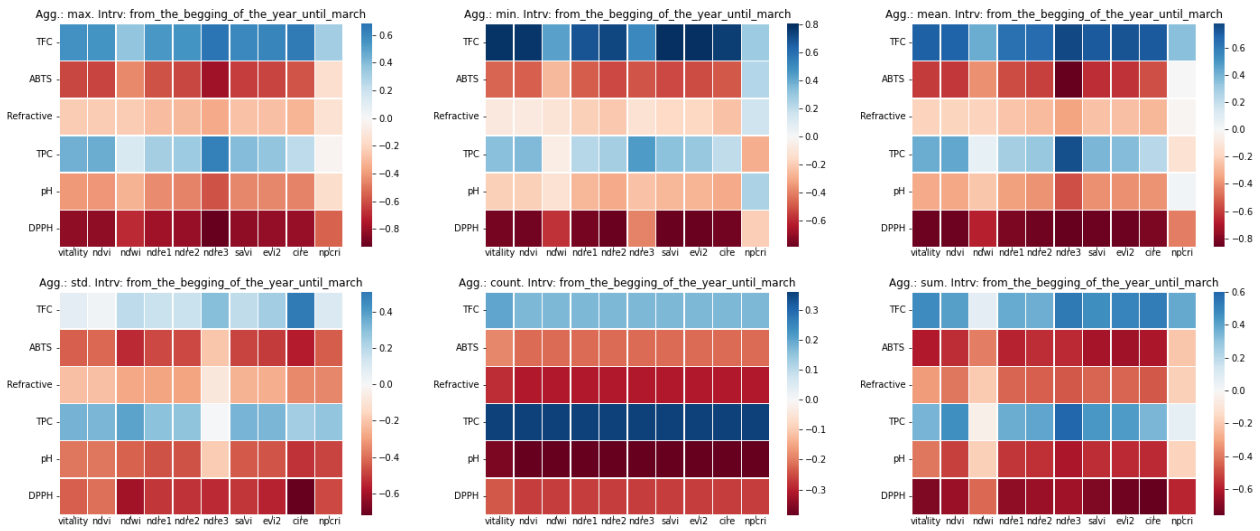 Agg.: max. Intrv: from_the_begging_of_the_year_until_march
TFC
ABTS
Refractive
TPC
pH
DPPH
vitality ndvi ndwi ndre1 ndre2 ndre3 savi evi2 cire npcri
0.6
0.4
0.2
0.0
−0.2
−0.4
−0.6
−0.8
Agg.: min. Intrv: from_the_begging_of_the_year_until_march
TFC
ABTS
Refractive
TPC
pH
DPPH
vitality ndvi ndwi ndre1 ndre2 ndre3 savi evi2 cire npcri
0.8
0.6
0.4
0.2
0.0
−0.2
−0.4
−0.6
Agg.: mean. Intrv: from_the_begging_of_the_year_until_march
TFC
ABTS
Refractive
TPC
pH
DPPH
vitality ndvi ndwi ndre1 ndre2 ndre3 savi evi2 cire npcri
0.6
0.4
0.2
0.0
−0.2
−0.4
−0.6
−0.8
Agg.: std. Intrv: from_the_begging_of_the_year_until_march
TFC
ABTS
Refractive
TPC
pH
DPPH
vitality ndvi ndwi ndre1 ndre2 ndre3 savi evi2 cire npcri
0.4
0.2
0.0
−0.2
−0.4
−0.6
Agg.: count. Intrv: from_the_begging_of_the_year_until_march
TFC
ABTS
Refractive
TPC
pH
DPPH
vitality ndvi ndwi ndre1 ndre2 ndre3 savi evi2 cire npcri
0.3
0.2
0.1
0.0
−0.1
−0.2
−0.3
Agg.: sum. Intrv: from_the_begging_of_the_year_until_march
TFC
ABTS
Refractive
TPC
pH
DPPH
vitality ndvi ndwi ndre1 ndre2 ndre3 savi evi2 cire npcri
0.6
0.4
0.2
0.0
−0.2
−0.4
−0.6